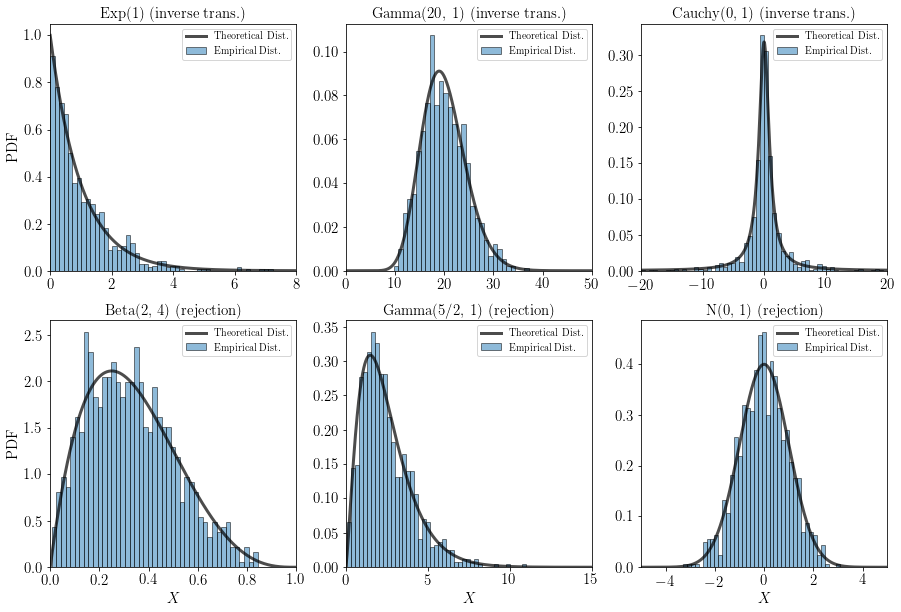 Exp(1) (inverse trans.)
Theoretical Dist.
Empirical Dist.
PDF
1.0
0.8
0.6
0.4
0.2
0.0
0 2 4 6 8
Gamma(20, 1) (inverse trans.)
Theoretical Dist.
Empirical Dist.
0.10
0.08
0.06
0.04
0.02
0.00
0 10 20 30 40 50
Cauchy(0, 1) (inverse trans.)
Theoretical Dist.
Empirical Dist.
0.30
0.25
0.20
0.15
0.10
0.05
0.00
−20 −10 0 10 20
Beta(2, 4) (rejection)
Theoretical Dist.
Empirical Dist.
PDF
2.5
2.0
1.5
1.0
0.5
0.0
0.0 0.2 0.4 0.6 0.8 1.0
X
Gamma(5/2, 1) (rejection)
Theoretical Dist.
Empirical Dist.
0.35
0.30
0.25
0.20
0.15
0.10
0.05
0.00
0 5 10 15
X
N(0, 1) (rejection)
Theoretical Dist.
Empirical Dist.
0.4
0.3
0.2
0.1
0.0
−4 −2 0 2 4
X